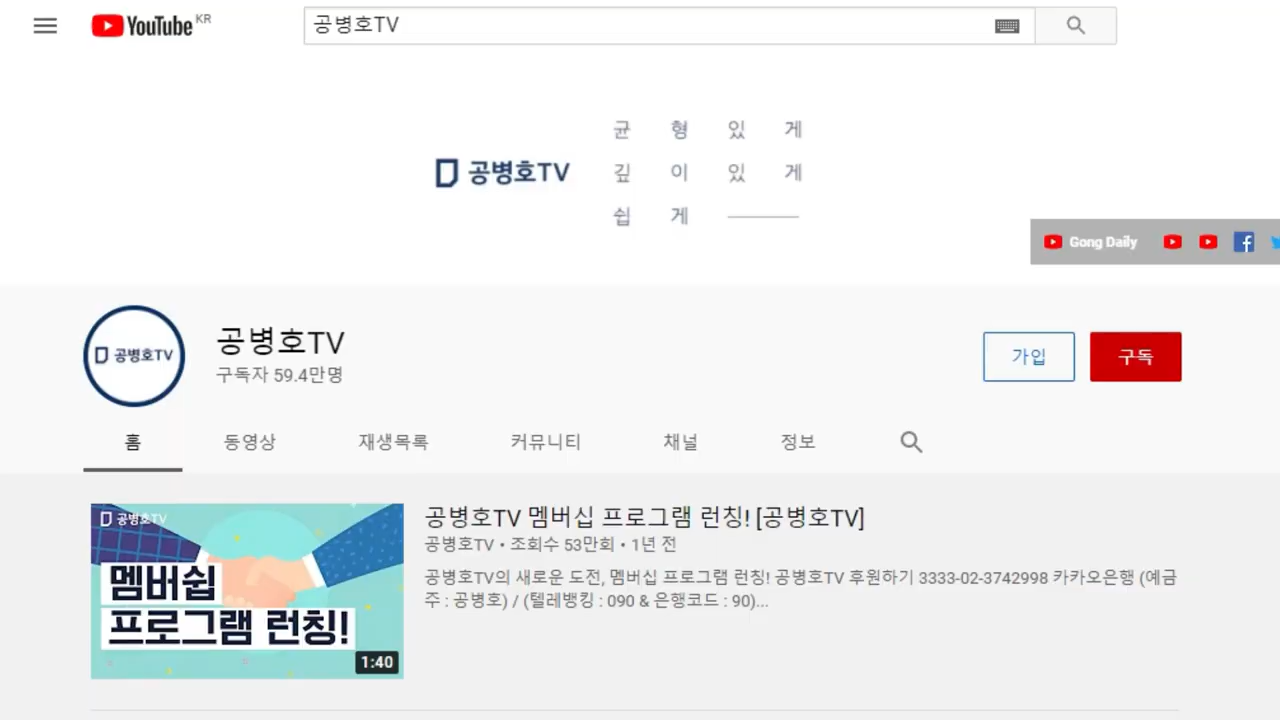 YouTube KR
공병호TV
균 형 있 게
공병호TV 깊 이 있 게
쉽 게
Gong Daily
공병호TV
공병호TV
구독자 59.4만명
가입
구독
홈 동영상 재생목록 커뮤니티 채널 정보
공병호TV
멤버쉽
프로그램 런칭!
1:40
공병호TV 멤버십 프로그램 런칭! [공병호TV]
공병호TV • 조회수 53만회 • 1년 전
공병호TV의 새로운 도전, 멤버십 프로그램 런칭! 공병호TV 후원하기 3333-02-3742998 카카오은행 (예금
주 : 공병호) / (텔레뱅킹 : 090 & 은행코드 : 90)...